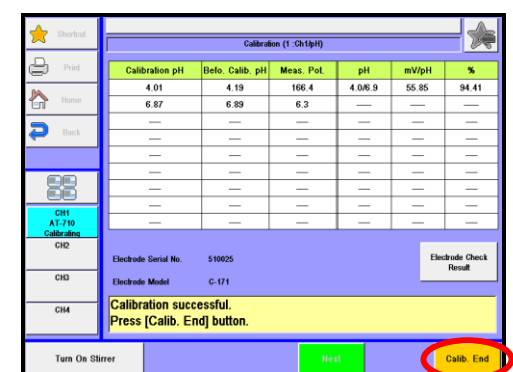 Shortcut
Calibration (1 :Ch1/pH)
Print
Calibration pH Befo. Calib. pH Meas. Pot. pH mV/pH %
4.01 4.19 166.4 4.0/6.9 55.85 94.41
Home
6.87 6.89 6.3 — — —
Back
— — — — — —
— — — — — —
— — — — — —
— — — — — —
— — — — — —
— — — — — —
— — — — — —
CH1
AT-710
Calibrating
CH2
Electrode Serial No. 510025
Electrode Check
Result
CH3
Electrode Model C-171
CH4
Calibration successful.
Press [Calib. End] button.
Turn On Stirrer
Next
Calib. End